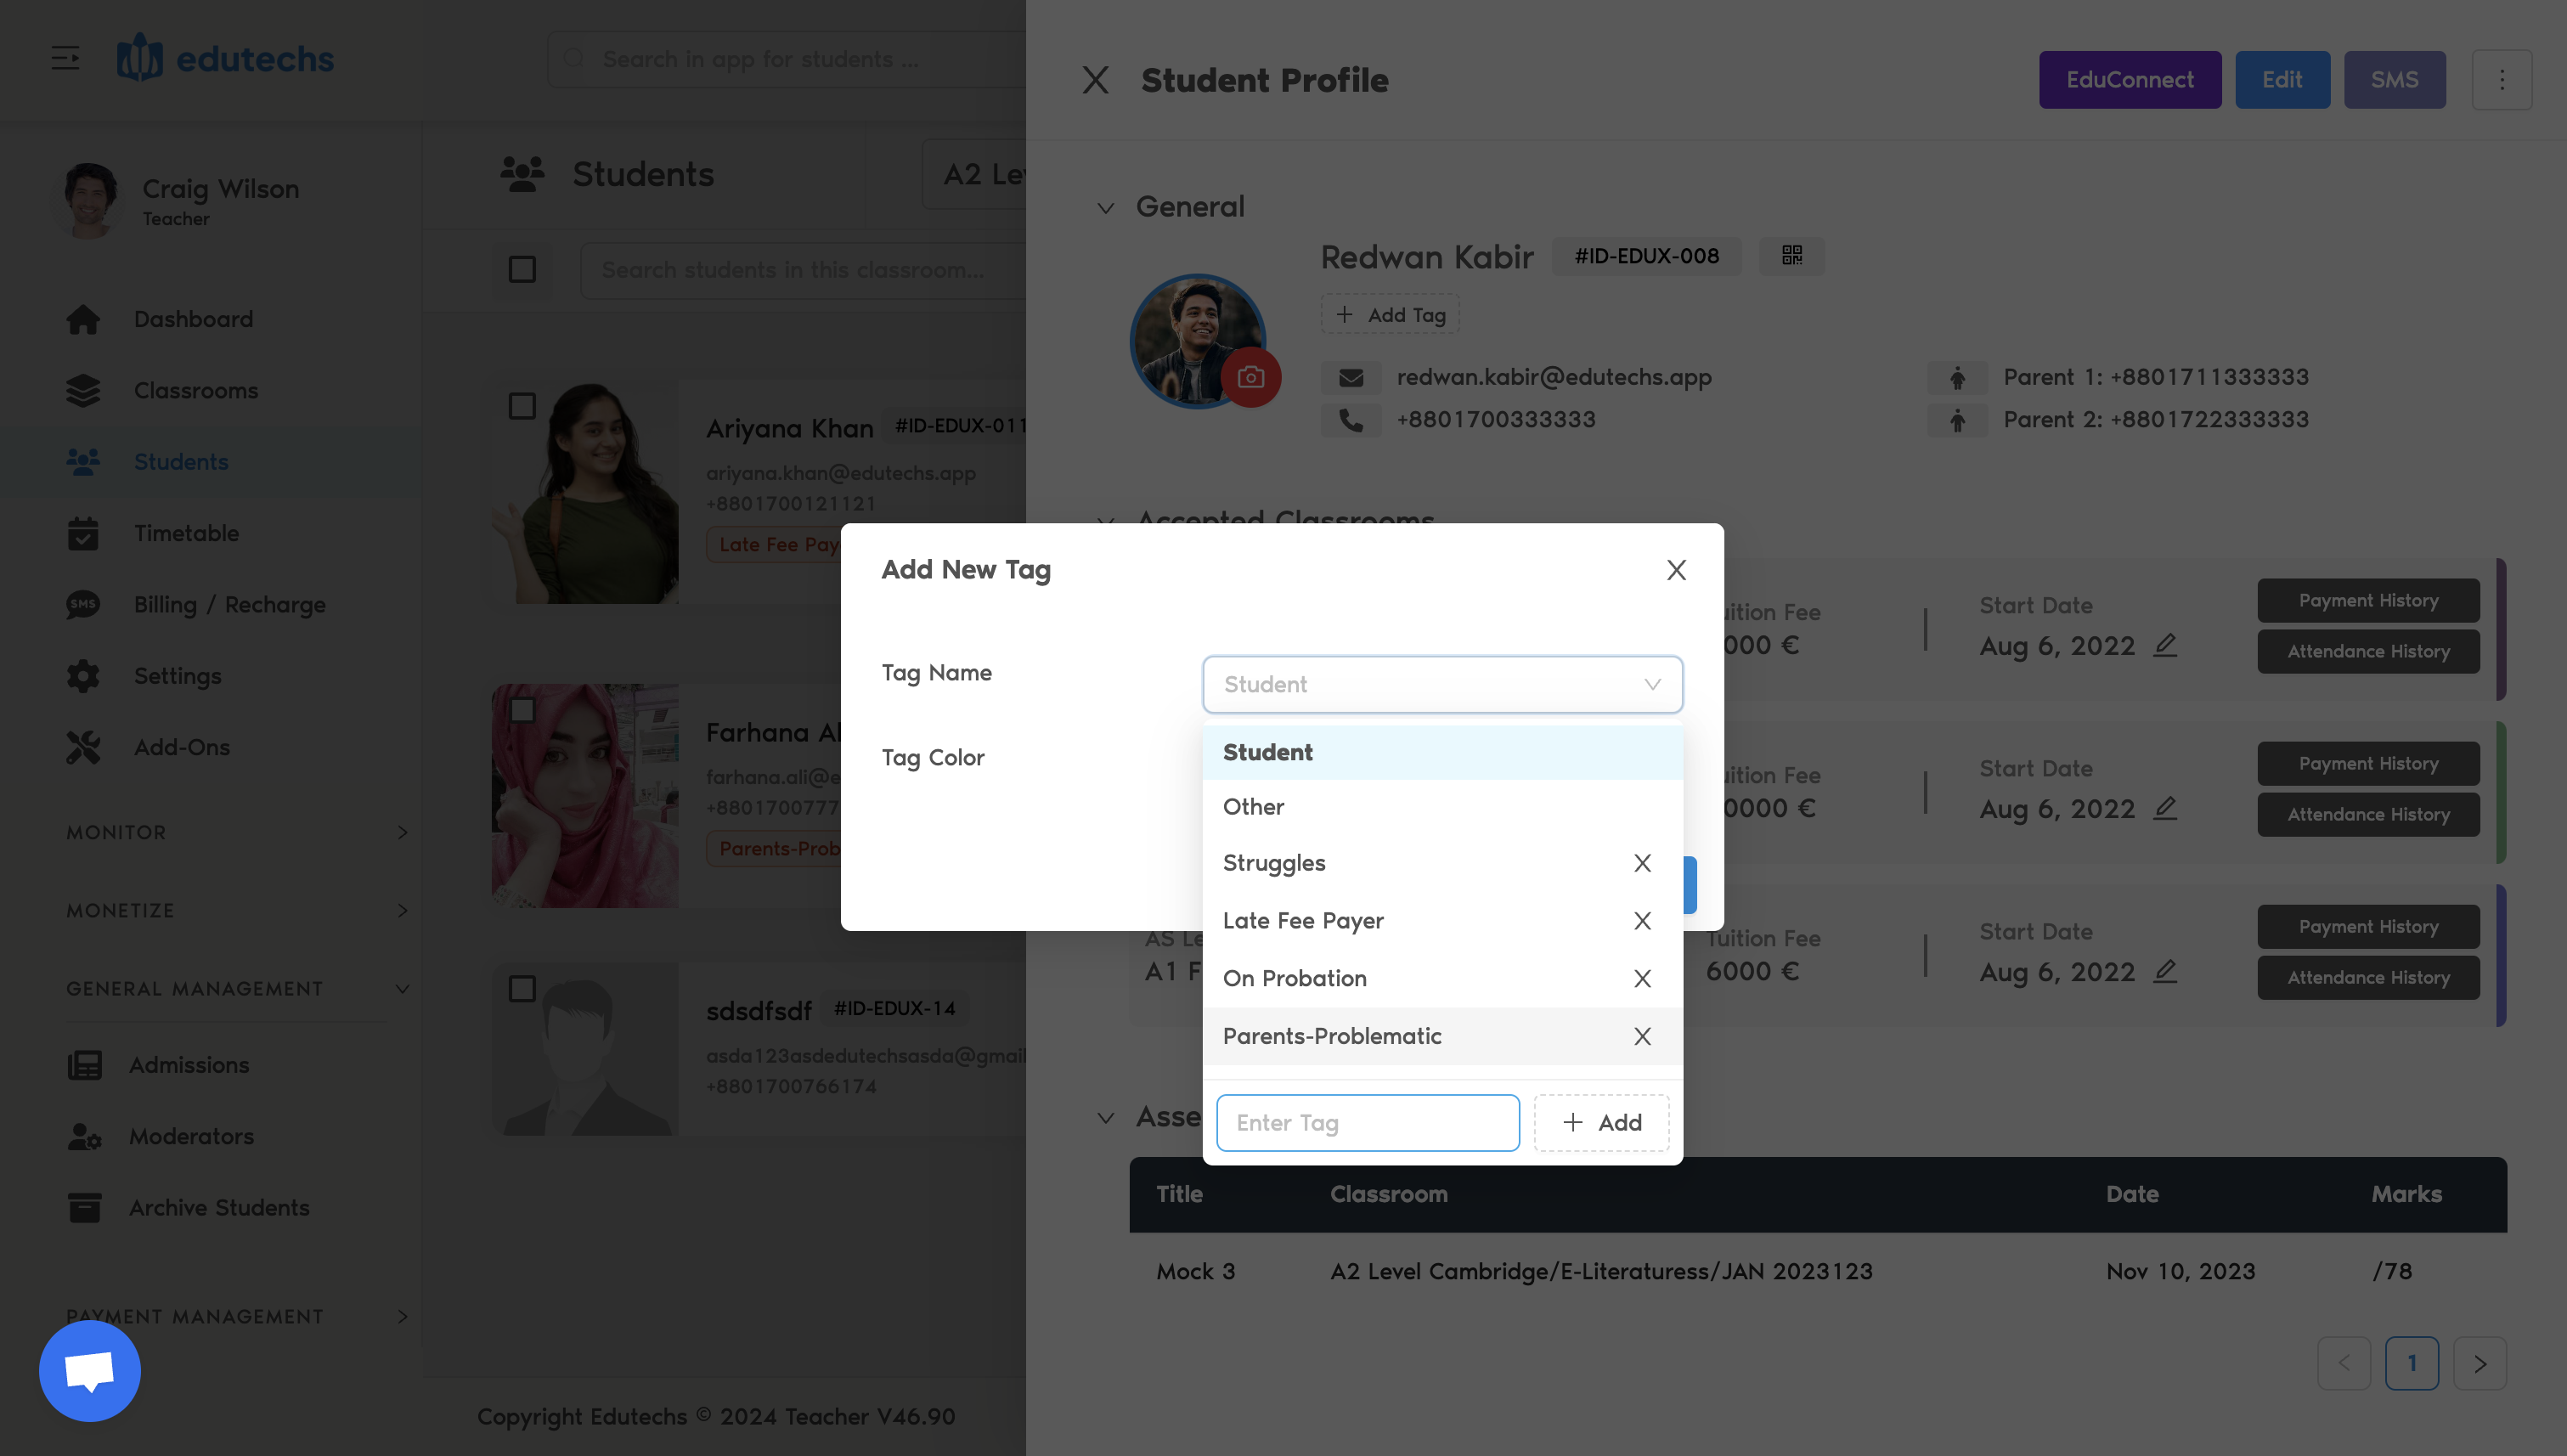 edutechs
Search in app for students ...
Craig Wilson
Teacher
Dashboard
Classrooms
Students
Timetable
SMS
Billing / Recharge
Settings
Add-Ons
MONITOR
MONETIZE
GENERAL MANAGEMENT
Admissions
Moderators
Archive Students
PAYMENT MANAGEMENT
Students
A2 Lev
Search students in this classroom...
Ariyana Khan #ID-EDUX-011
ariyana.khan@edutechs.app
+8801700121121
Late Fee Pay
Farhana Al
farhana.ali@e
+8801700777
Parents-Prob
sdsdfsdf #ID-EDUX-14
asda123asdedutechsasda@gmail
+8801700766174
Copyright Edutechs © 2024 Teacher V46.90
Student Profile
EduConnect
Edit
SMS
General
Redwan Kabir #ID-EDUX-008
+ Add Tag
redwan.kabir@edutechs.app
+8801700333333
Parent 1: +8801711333333
Parent 2: +8801722333333
Accepted Classrooms
uition Fee
000 €
Start Date
Aug 6, 2022
Payment History
Attendance History
uition Fee
0000 €
Start Date
Aug 6, 2022
Payment History
Attendance History
AS Le
A1 F
Tuition Fee
6000 €
Start Date
Aug 6, 2022
Payment History
Attendance History
Add New Tag
Tag Name
Student
Tag Color
Student
Other
Struggles
Late Fee Payer
On Probation
Parents-Problematic
Enter Tag
+ Add
Asse
Title Classroom Date Marks
Mock 3 A2 Level Cambridge/E-Literaturess/JAN 2023123 Nov 10, 2023 /78
< 1 >